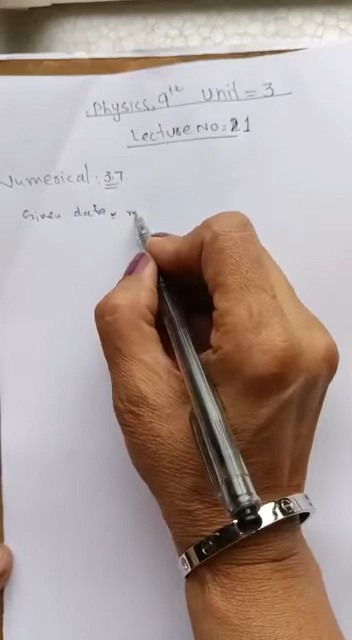 Physics, 9th Unit = 3
Lecture No: 21
Numerical: 3.7
Given data: m